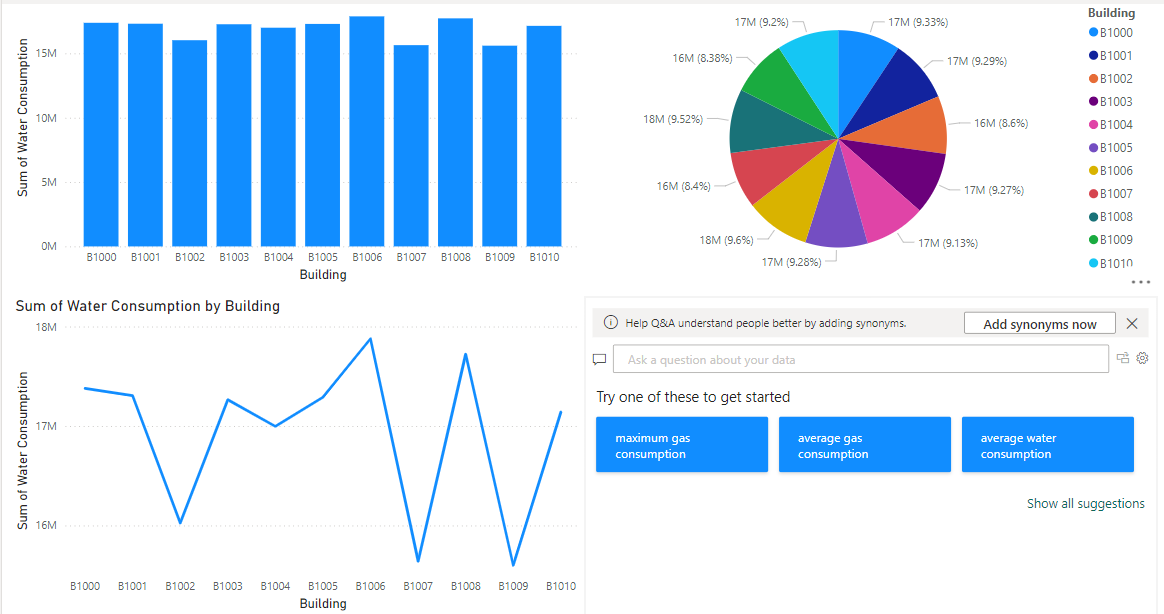 Sum of Water Consumption
15M
10M
5M
0M
B1000 B1001 B1002 B1003 B1004 B1005 B1006 B1007 B1008 B1009 B1010
Building
17M (9.33%)
17M (9.29%)
16M (8.6%)
17M (9.27%)
17M (9.13%)
17M (9.28%)
18M (9.6%)
16M (8.4%)
18M (9.52%)
16M (8.38%)
17M (9.2%)
Building
B1000
B1001
B1002
B1003
B1004
B1005
B1006
B1007
B1008
B1009
B1010
Sum of Water Consumption by Building
Sum of Water Consumption
18M
17M
16M
B1000 B1001 B1002 B1003 B1004 B1005 B1006 B1007 B1008 B1009 B1010
Building
Help Q&A understand people better by adding synonyms.
Add synonyms now
Ask a question about your data
Try one of these to get started
maximum gas
consumption
average gas
consumption
average water
consumption
Show all suggestions